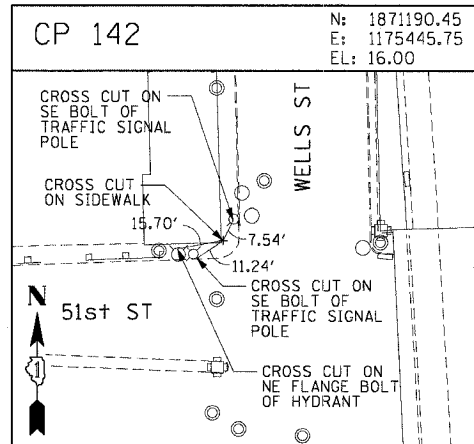 CP 142
N: 1871190.45
E: 1175445.75
EL: 16.00
CROSS CUT ON
SE BOLT OF
TRAFFIC SIGNAL
POLE
WELLS ST
CROSS CUT
ON SIDEWALK
15.70'
7.54'
11.24'
CROSS CUT ON
SE BOLT OF
TRAFFIC SIGNAL
POLE
N
51st ST
1
CROSS CUT ON
NE FLANGE BOLT
OF HYDRANT